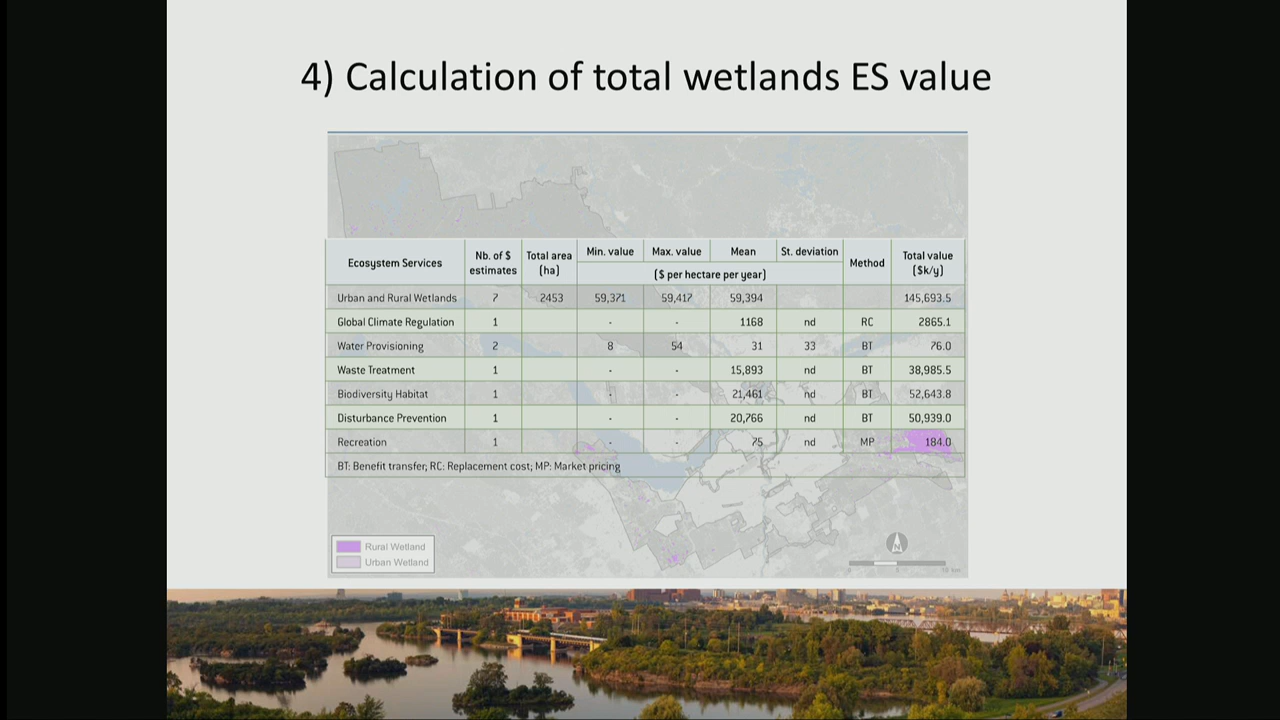 4) Calculation of total wetlands ES value
Ecosystem Services Nb. of $ estimates Total area (ha) Min. value Max. value Mean St. deviation Method Total value ($k/y)
($ per hectare per year)
Urban and Rural Wetlands 7 2453 59,371 59,417 59,394 145,693.5
Global Climate Regulation 1 - - 1168 nd RC 2865.1
Water Provisioning 2 8 54 31 33 BT 76.0
Waste Treatment 1 - - 15,893 nd BT 38,985.5
Biodiversity Habitat 1 - - 21,461 nd BT 52,643.8
Disturbance Prevention 1 - - 20,766 nd BT 50,939.0
Recreation 1 - - 75 nd MP 184.0
BT: Benefit transfer; RC: Replacement cost; MP: Market pricing
Rural Wetland
Urban Wetland
N